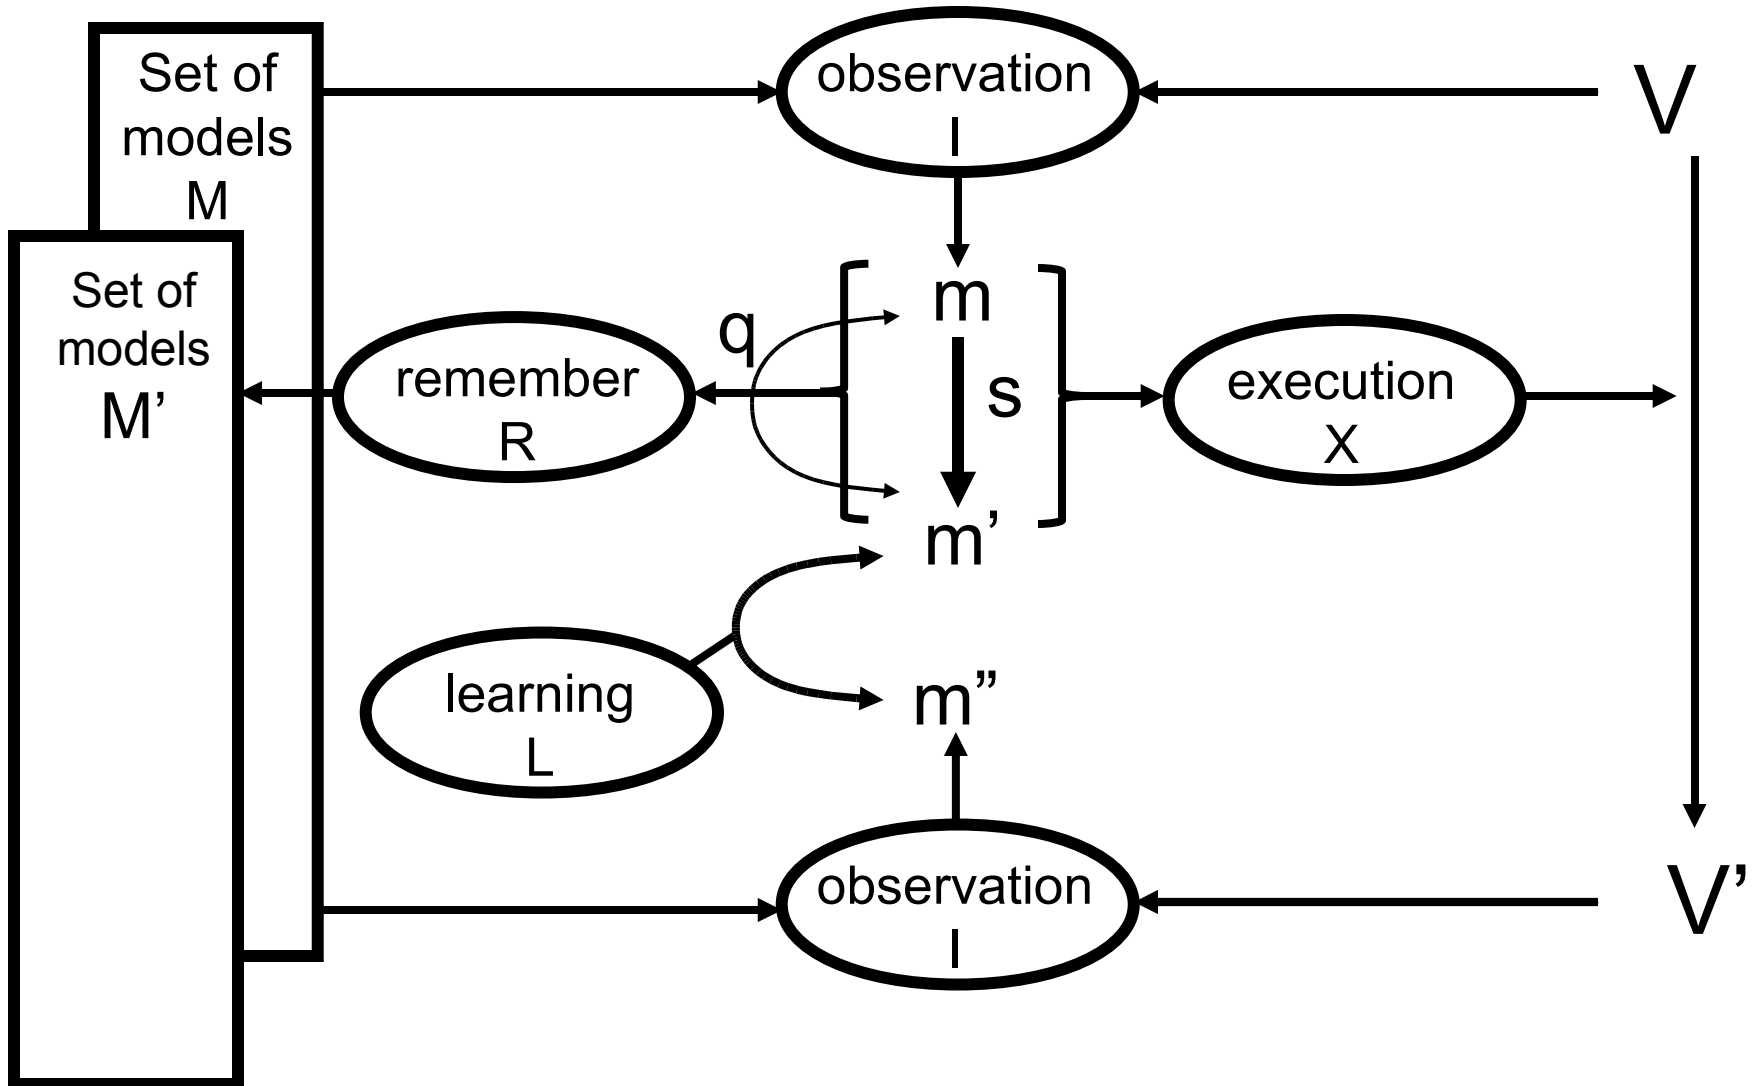 Set of
models
M
observation
I
V
Set of
models
M’
remember
R
q
m
s
m’
execution
X
learning
L
m”
observation
I
V’